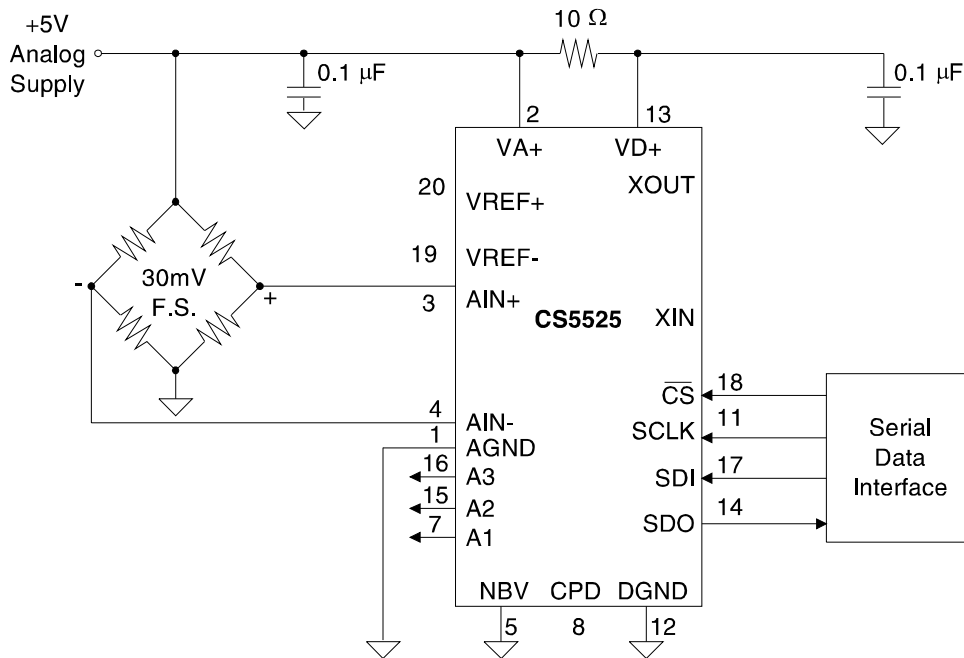 +5V
Analog
Supply
10 Ω
0.1 μF
0.1 μF
2
13
VA+
VD+
XOUT
20
VREF+
19
VREF-
-
30mV
F.S.
+
3
AIN+
CS5525
XIN
4
AIN-
1
AGND
16
A3
15
A2
7
A1
CS
18
SCLK
11
SDI
17
SDO
14
Serial
Data
Interface
NBV
CPD
DGND
5
8
12